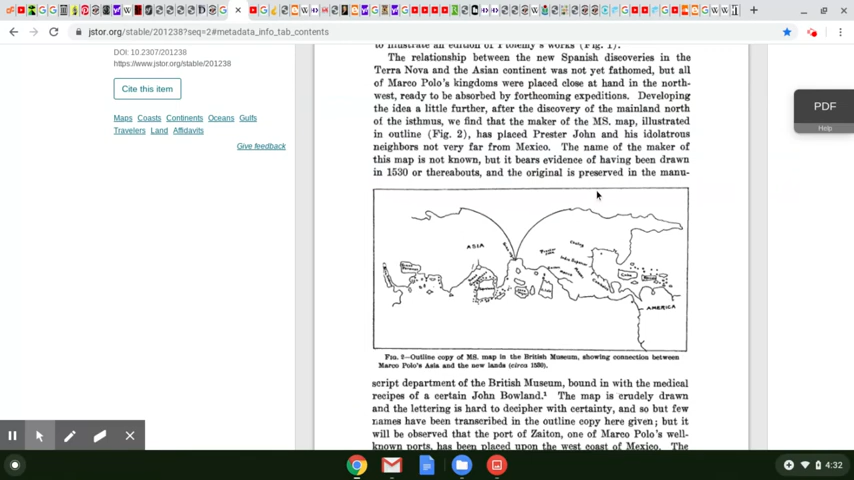 jstor.org/stable/201238?seq=2#metadata_info_tab_contents
DOI: 10.2307/201238
https://www.jstor.org/stable/201238
Cite this item
Maps Coasts Continents Oceans Gulfs
Travelers Land Affidavits
Give feedback
to illustrate an edition of Ptolemy's works (Fig. 1).
The relationship between the new Spanish discoveries in the
Terra Nova and the Asian continent was not yet fathomed, but all
of Marco Polo's kingdoms were placed close at hand in the north-
west, ready to be absorbed by forthcoming expeditions. Developing
the idea a little further, after the discovery of the mainland north
of the isthmus, we find that the maker of the MS. map, illustrated
in outline (Fig. 2), has placed Prester John and his idolatrous
neighbors not very far from Mexico. The name of the maker of
this map is not known, but it bears evidence of having been drawn
in 1530 or thereabouts, and the original is preserved in the manu-
ASIA
AMERICA
Cuba
FIG. 2—Outline copy of MS. map in the British Museum, showing connection between
Marco Polo's Asia and the new lands (circa 1530).
script department of the British Museum, bound in with the medical
recipes of a certain John Bowland.¹ The map is crudely drawn
and the lettering is hard to decipher with certainty, and so but few
names have been transcribed in the outline copy here given; but it
will be observed that the port of Zaiton, one of Marco Polo's well-
known ports, has been placed upon the west coast of Mexico. The
PDF
Help
4:32